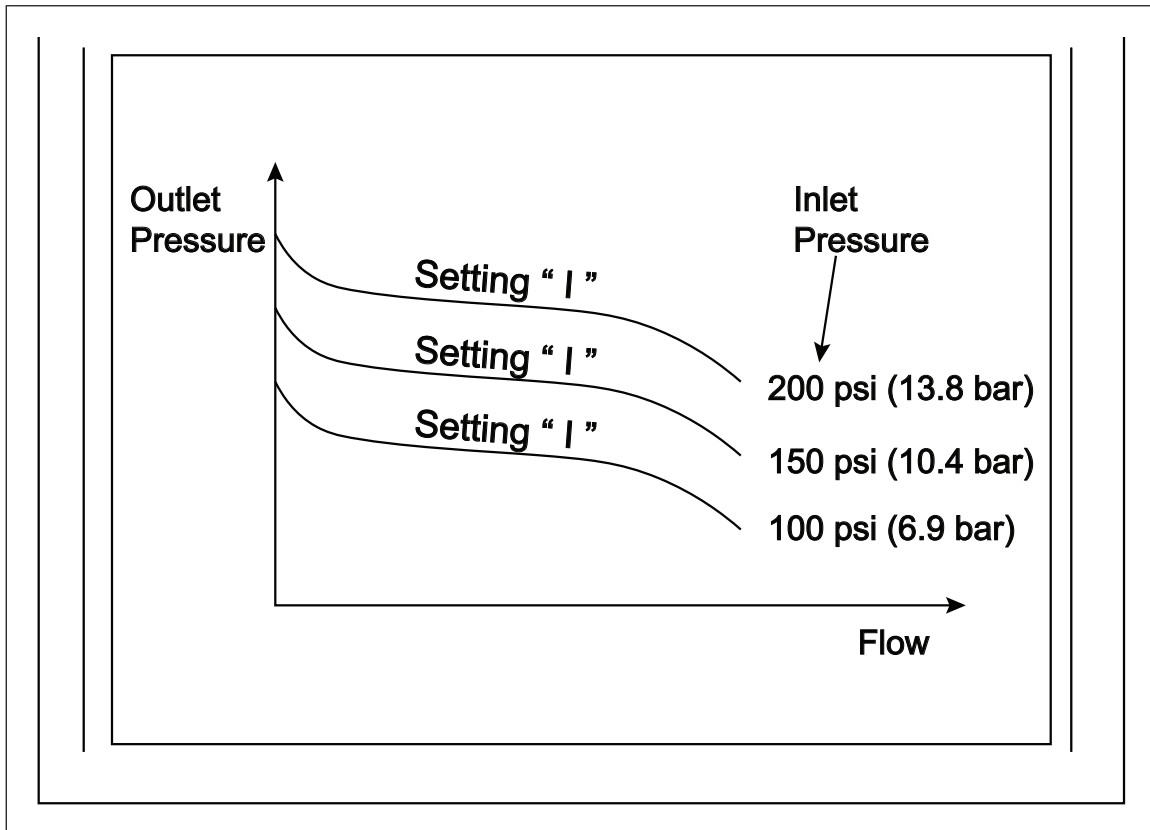 Outlet
Pressure
Inlet
Pressure
Setting “ I ”
Setting “ I ”
Setting “ I ”
200 psi (13.8 bar)
150 psi (10.4 bar)
100 psi (6.9 bar)
Flow